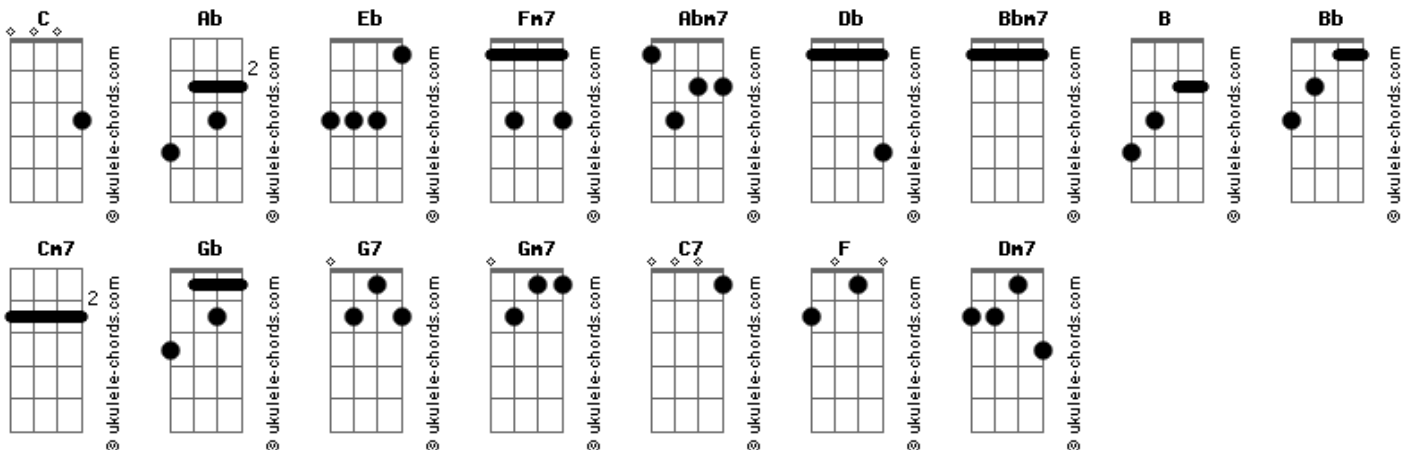 C Ab Eb Fm7 Abm7 Db Bbm7 B Bb
2
© ukulele-chords.com © ukulele-chords.com © ukulele-chords.com © ukulele-chords.com © ukulele-chords.com © ukulele-chords.com © ukulele-chords.com © ukulele-chords.com © ukulele-chords.com
Cm7 Gb G7 Gm7 C7 F Dm7
2
© ukulele-chords.com © ukulele-chords.com © ukulele-chords.com © ukulele-chords.com © ukulele-chords.com © ukulele-chords.com © ukulele-chords.com